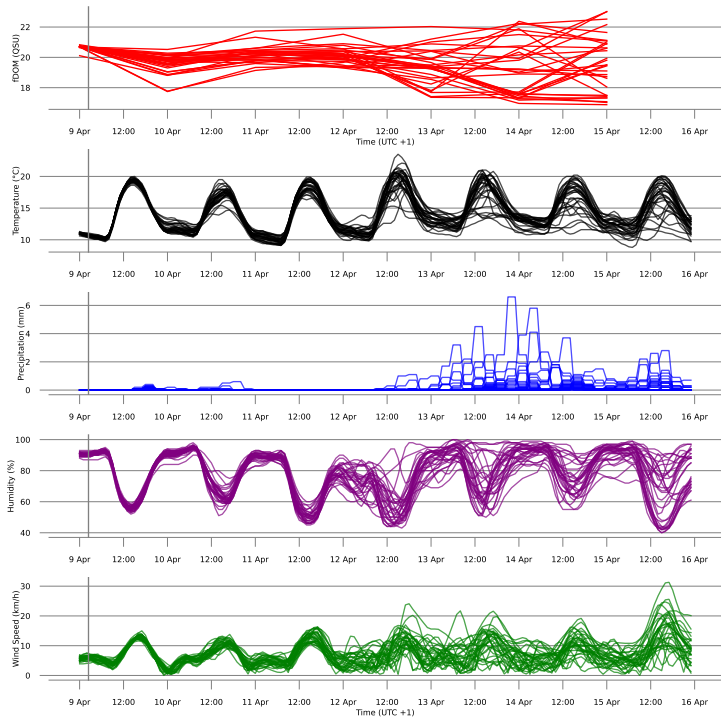 22
20
18
fDOM (QSU)
9 Apr 12:00 10 Apr 12:00 11 Apr 12:00 12 Apr 12:00 13 Apr 12:00 14 Apr 12:00 15 Apr 12:00 16 Apr
Time (UTC +1)
20
15
10
Temperature (°C)
9 Apr 12:00 10 Apr 12:00 11 Apr 12:00 12 Apr 12:00 13 Apr 12:00 14 Apr 12:00 15 Apr 12:00 16 Apr
6
4
2
0
Precipitation (mm)
9 Apr 12:00 10 Apr 12:00 11 Apr 12:00 12 Apr 12:00 13 Apr 12:00 14 Apr 12:00 15 Apr 12:00 16 Apr
100
80
60
40
Humidity (%)
9 Apr 12:00 10 Apr 12:00 11 Apr 12:00 12 Apr 12:00 13 Apr 12:00 14 Apr 12:00 15 Apr 12:00 16 Apr
30
20
10
0
Wind Speed (km/h)
9 Apr 12:00 10 Apr 12:00 11 Apr 12:00 12 Apr 12:00 13 Apr 12:00 14 Apr 12:00 15 Apr 12:00 16 Apr
Time (UTC +1)